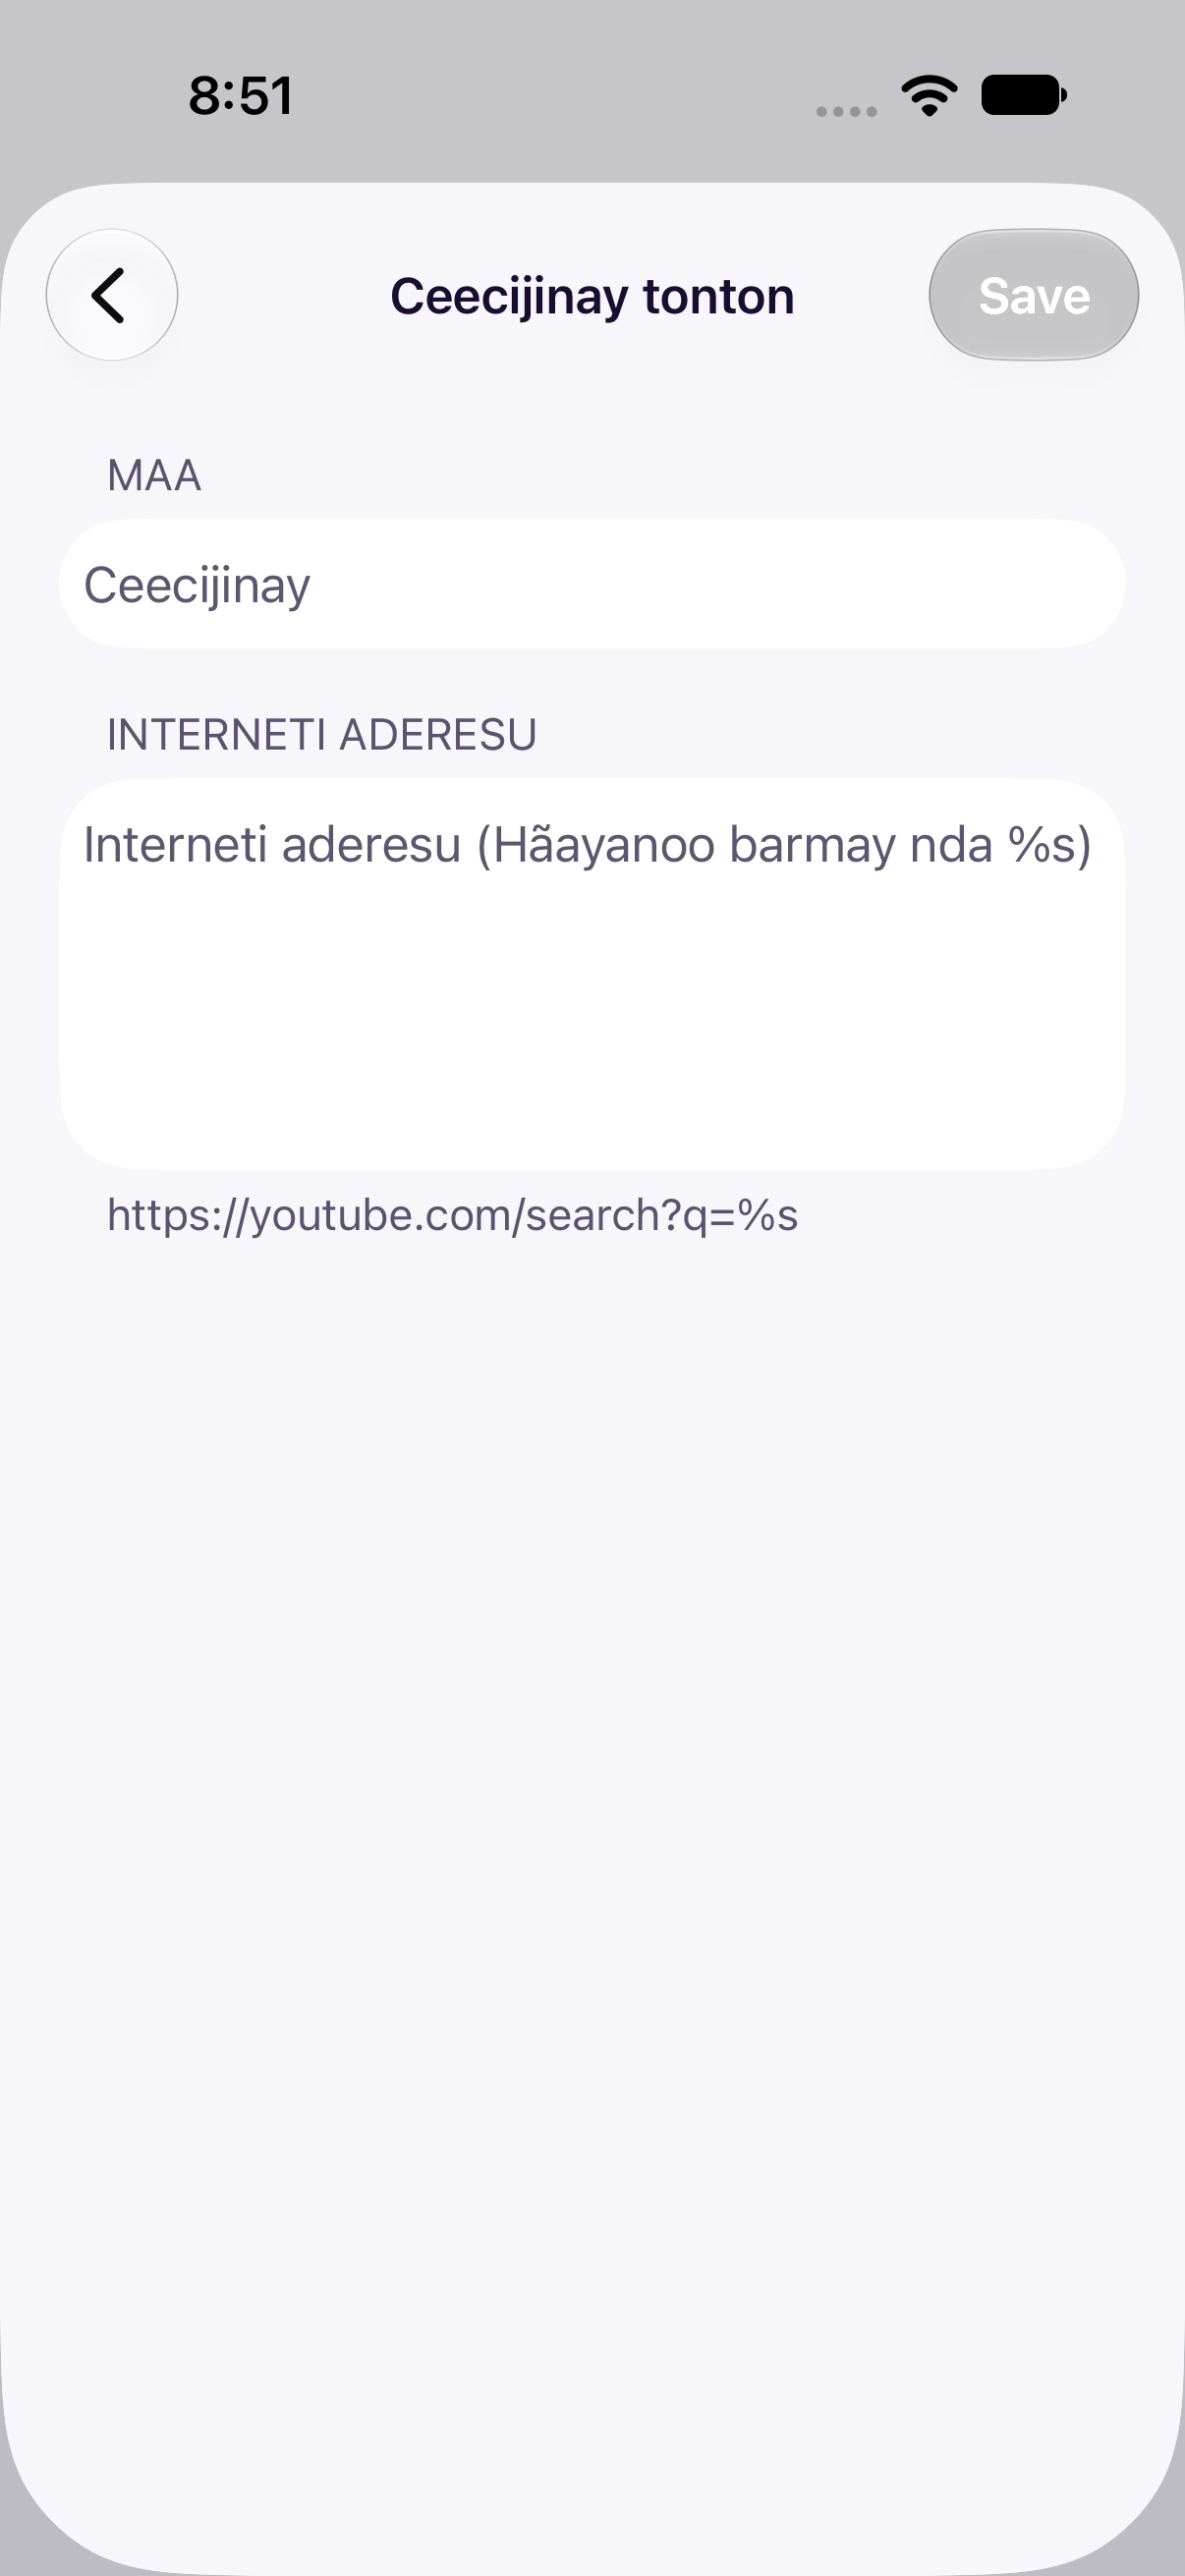 8:51
Ceecijinay tonton
Save
MAA
Ceecijinay
INTERNETI ADERESU
Interneti aderesu (Hãayanoo barmay nda %s)
https://youtube.com/search?q=%s